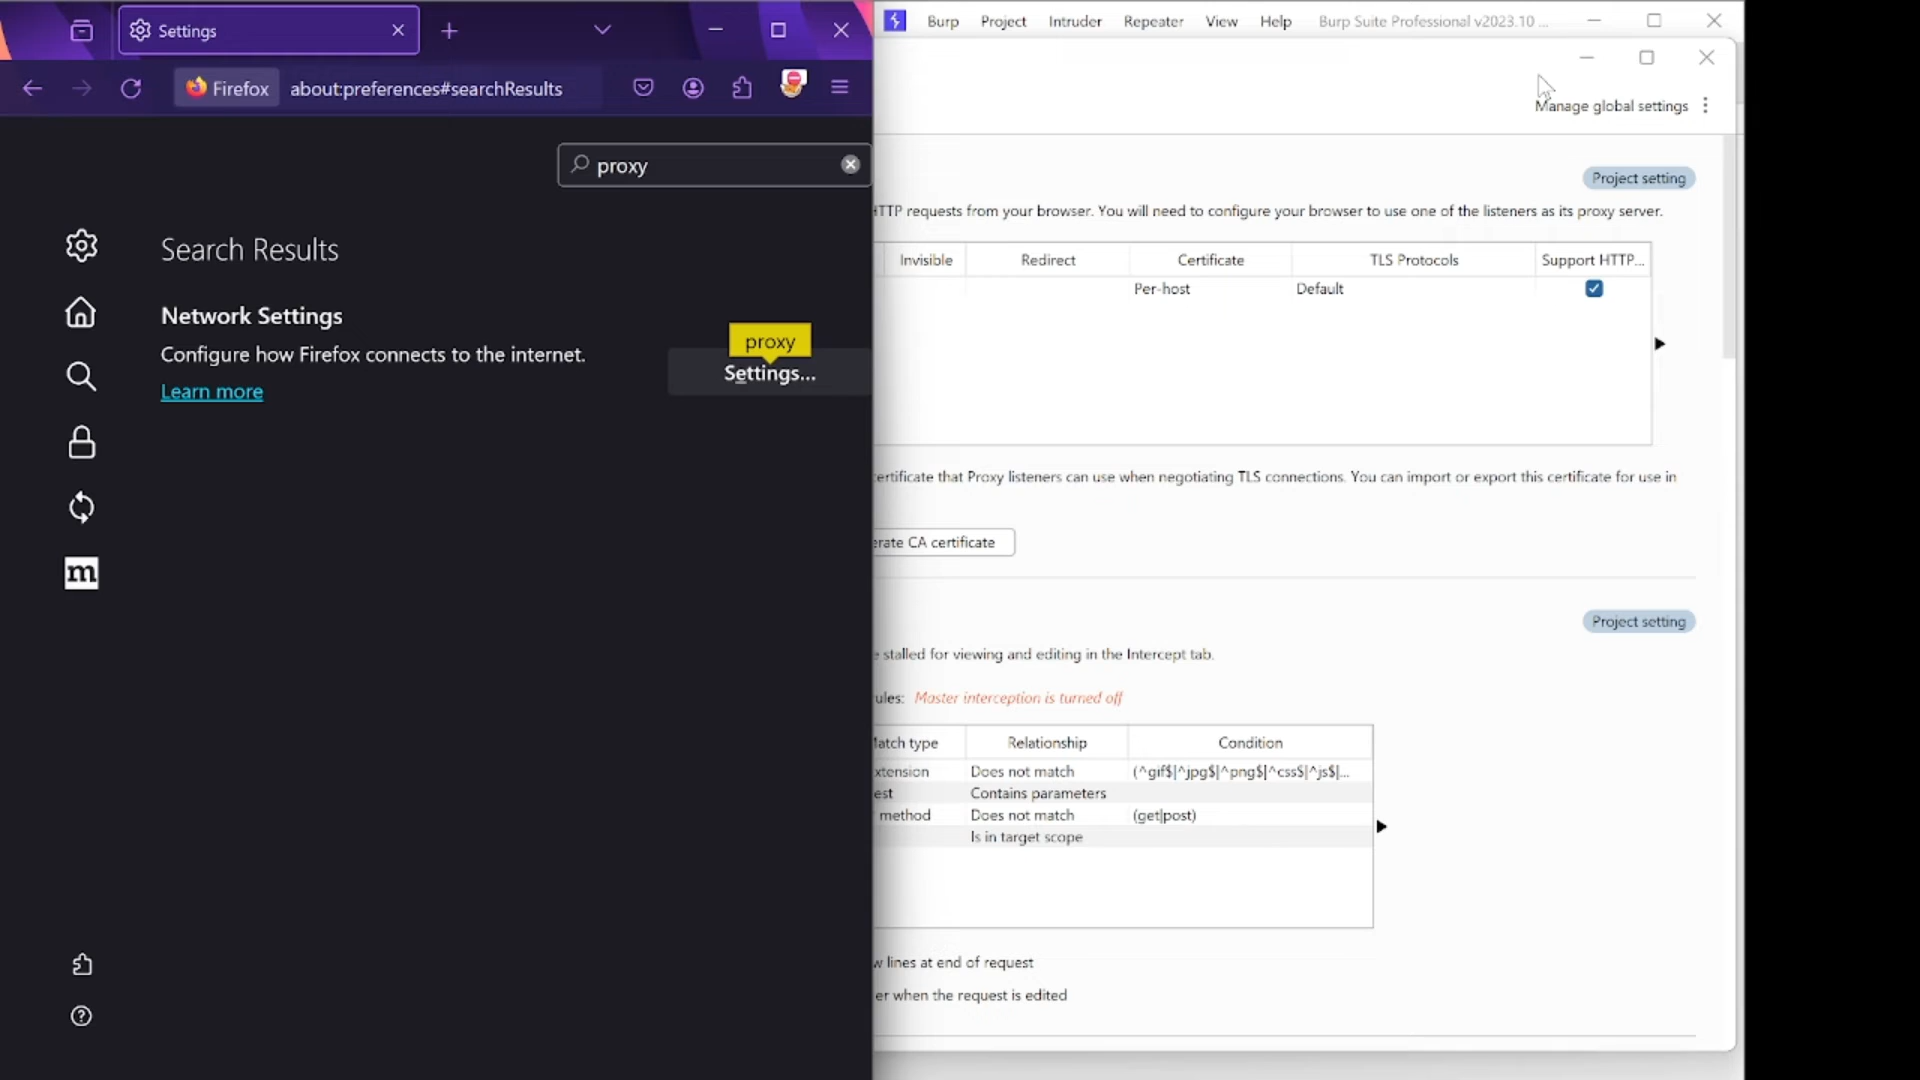 Settings
Firefox
about:preferences#searchResults
proxy
Search Results
Network Settings
Configure how Firefox connects to the internet.
Learn more
proxy
Settings...
m
Burp Project Intruder Repeater View Help Burp Suite Professional v2023.10 ...
Manage global settings
Project setting
HTTP requests from your browser. You will need to configure your browser to use one of the listeners as its proxy server.
Invisible Redirect Certificate TLS Protocols Support HTTP...
Per-host Default
certificate that Proxy listeners can use when negotiating TLS connections. You can import or export this certificate for use in
erate CA certificate
Project setting
e stalled for viewing and editing in the Intercept tab.
ules: Master interception is turned off
Match type Relationship Condition
xtension Does not match (^gif$|^jpg$|^png$|^css$|^js$|...
est Contains parameters
method Does not match (get|post)
Is in target scope
w lines at end of request
er when the request is edited